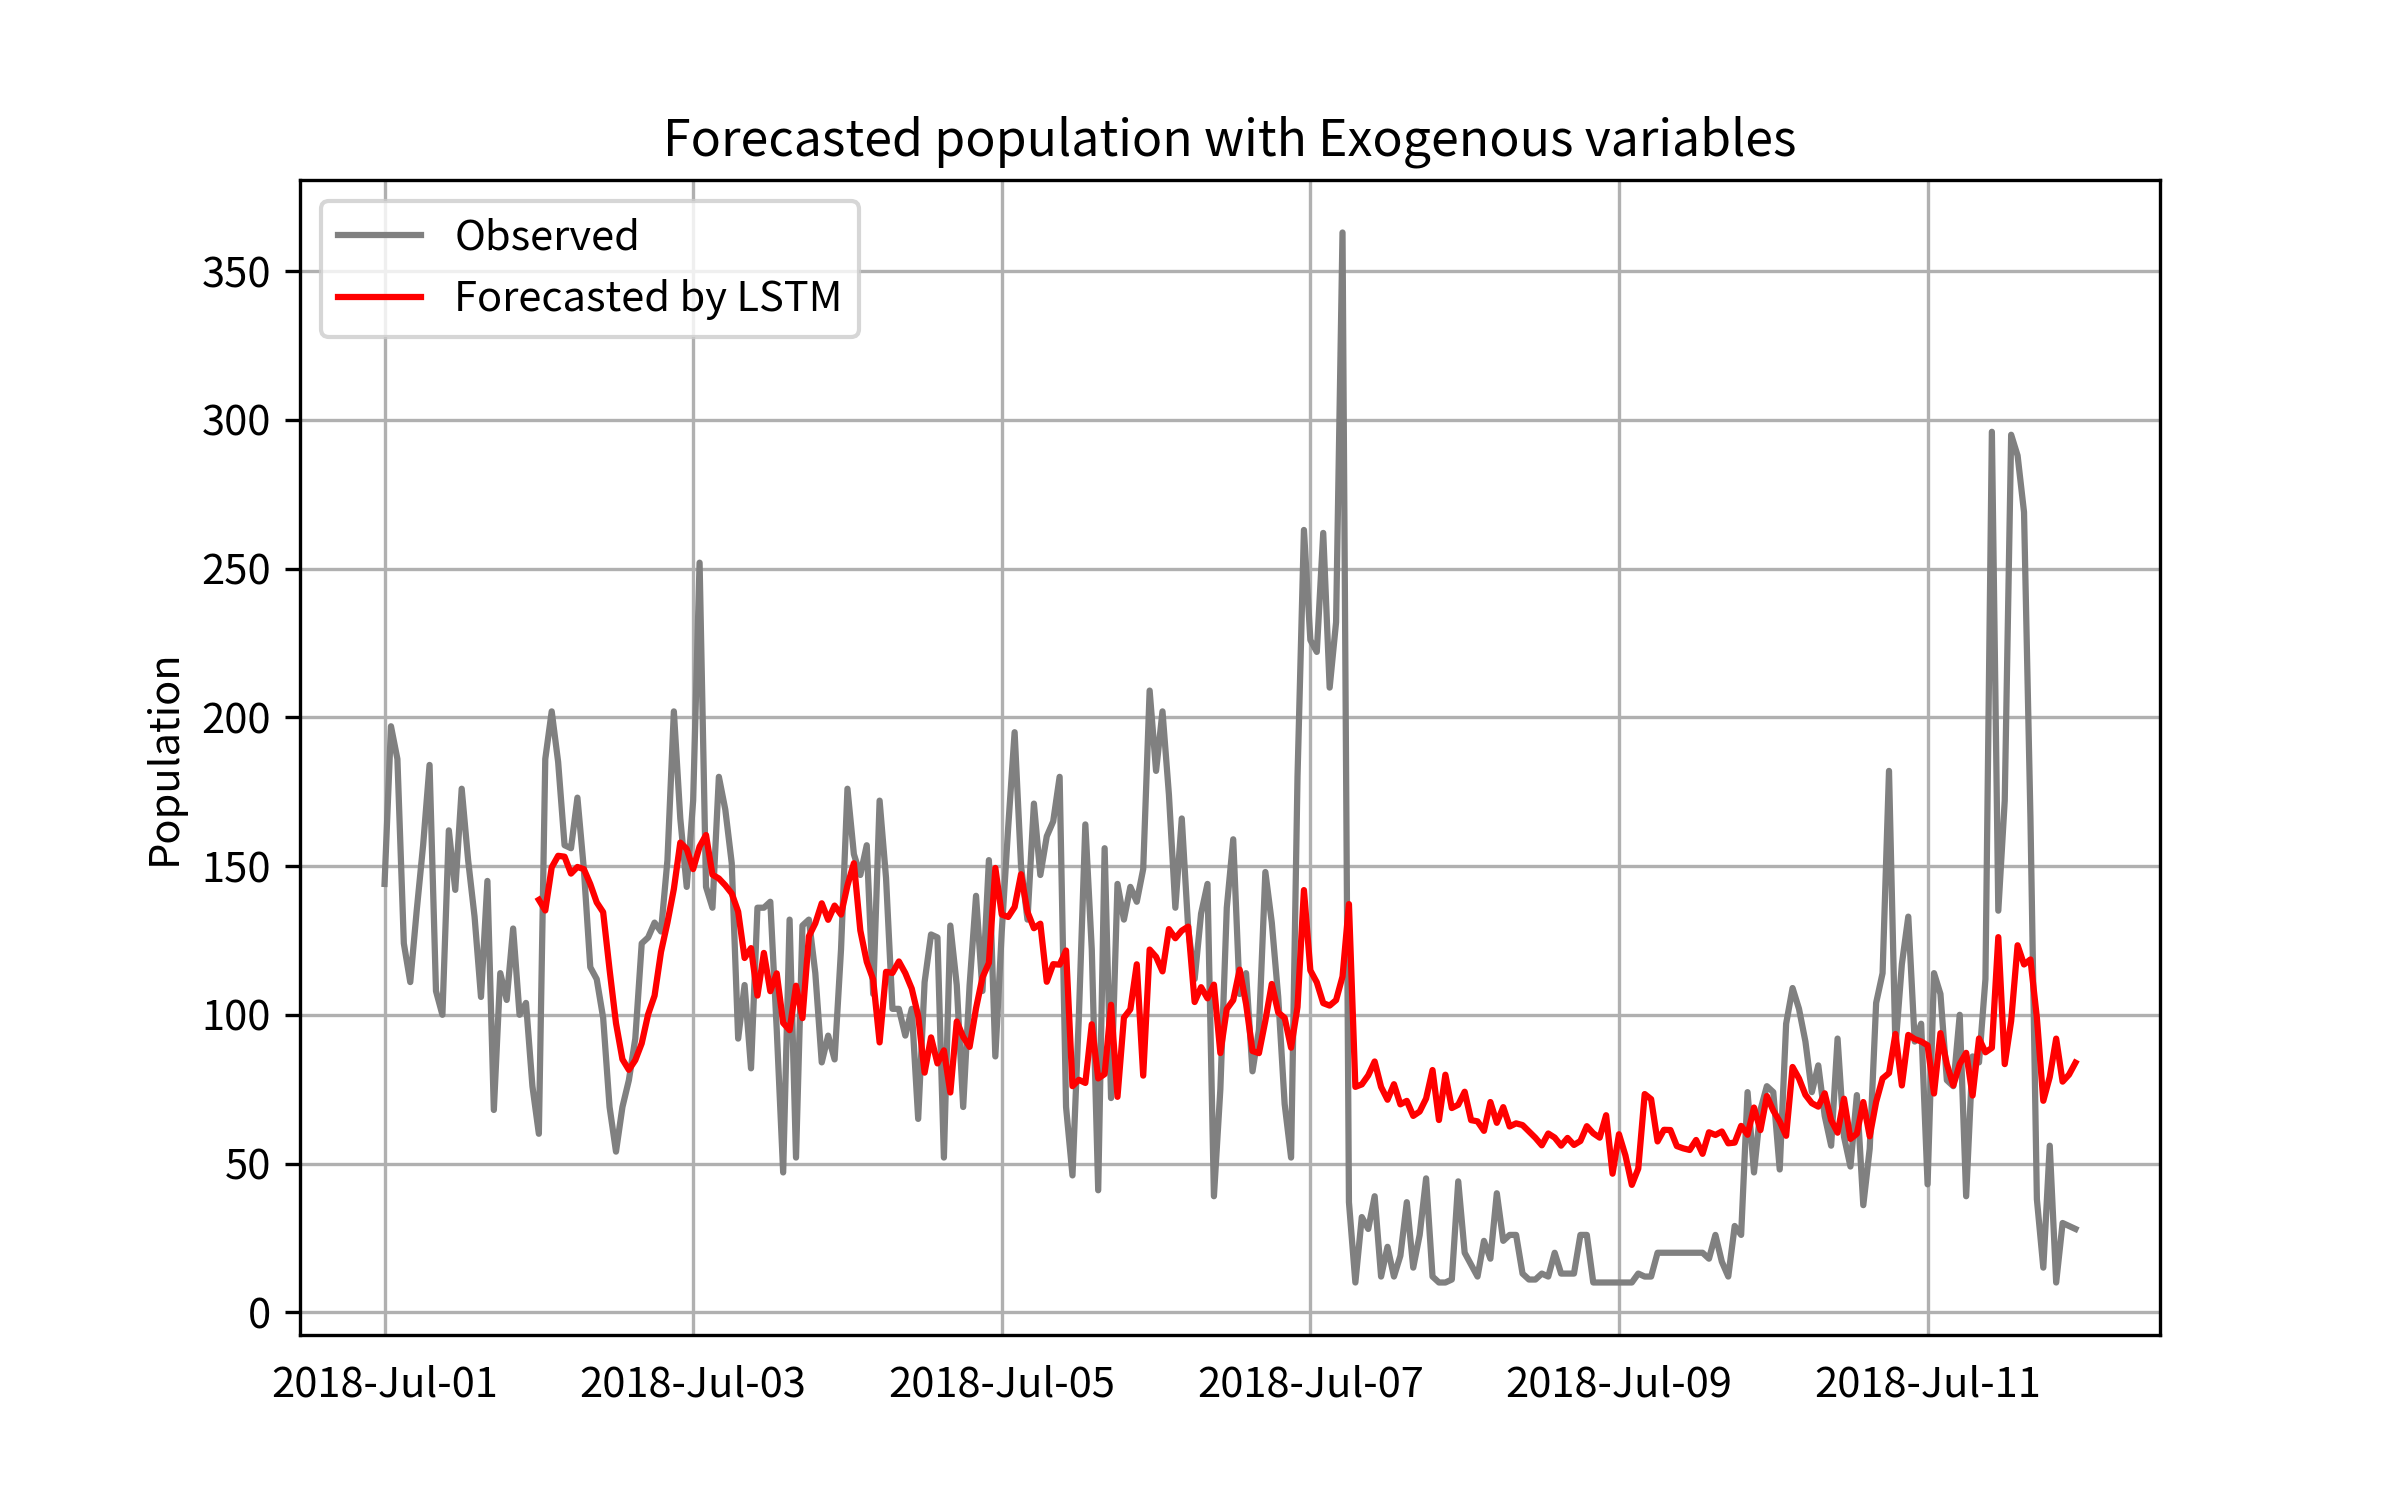 Forecasted population with Exogenous variables
Observed
Forecasted by LSTM
Population
350
300
250
200
150
100
50
0
2018-Jul-01 2018-Jul-03 2018-Jul-05 2018-Jul-07 2018-Jul-09 2018-Jul-11